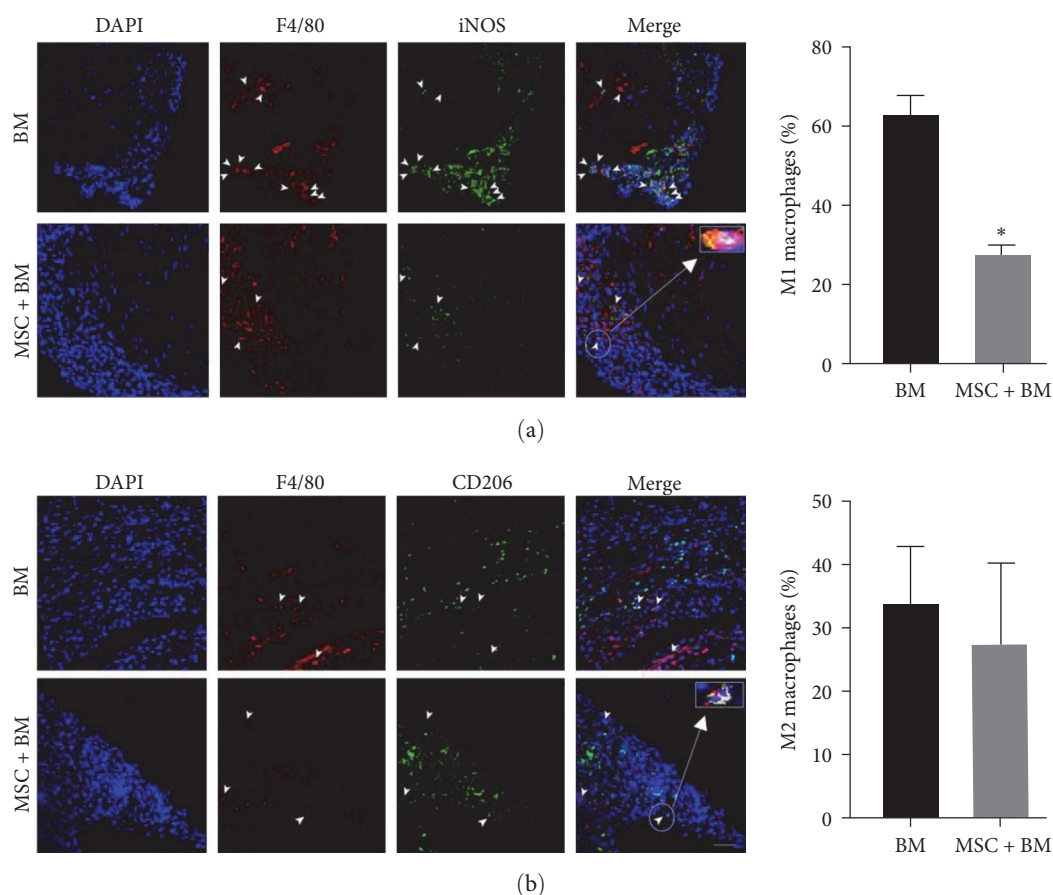 DAPI F4/80 iNOS Merge
BM
MSC + BM
M1 macrophages (%)
80
60
40
20
0
*
BM MSC + BM
(a)
DAPI F4/80 CD206 Merge
BM
MSC + BM
M2 macrophages (%)
50
40
30
20
10
0
BM MSC + BM
(b)